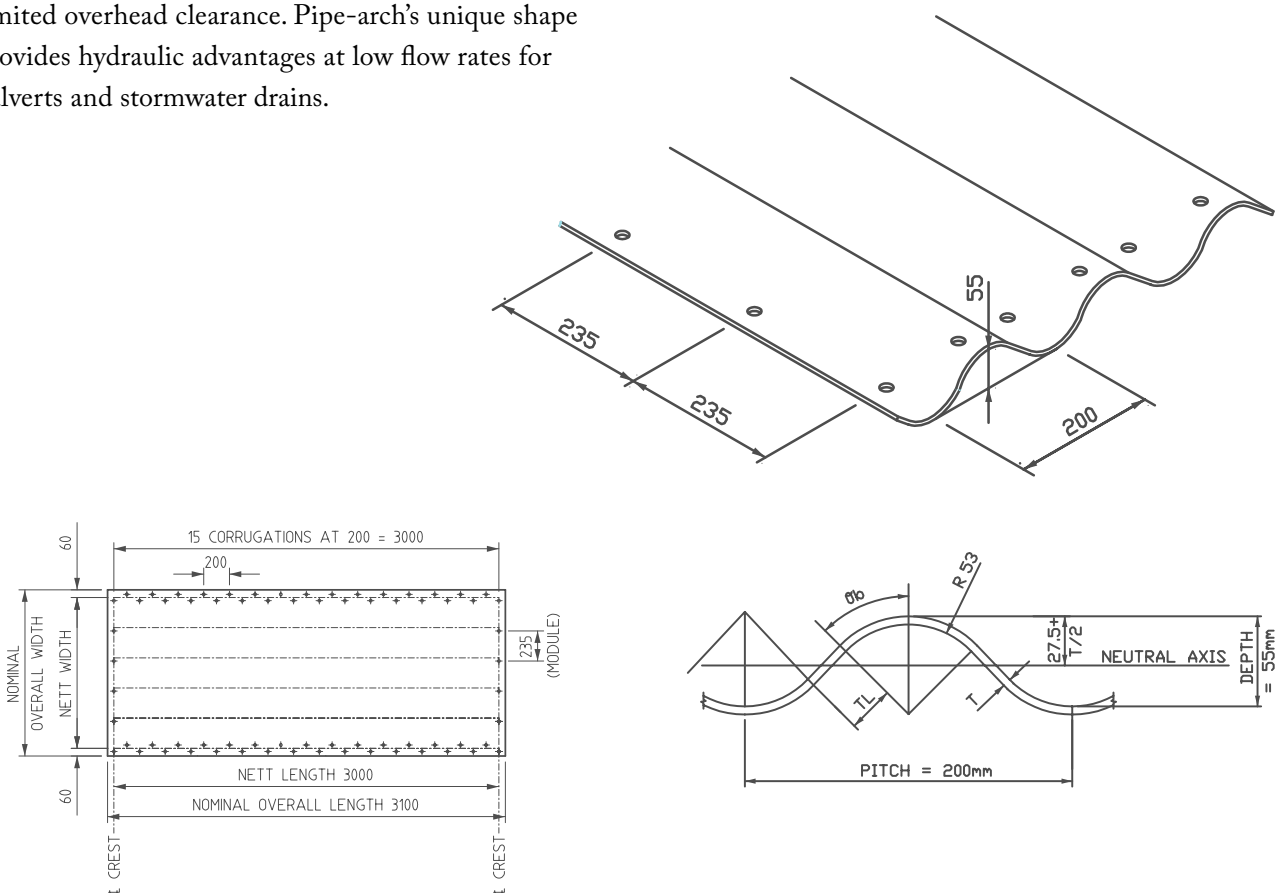 mited overhead clearance. Pipe-arch's unique shape
ovides hydraulic advantages at low flow rates for
lverts and stormwater drains.
235
235
55
200
60
15 CORRUGATIONS AT 200 = 3000
200
NOMINAL
OVERALL WIDTH
NETT WIDTH
235
(MODULE)
60
NETT LENGTH 3000
NOMINAL OVERALL LENGTH 3100
CREST
CREST
R 53
27.5+
T/2
NEUTRAL AXIS
DEPTH
= 55mm
TL
T
PITCH = 200mm